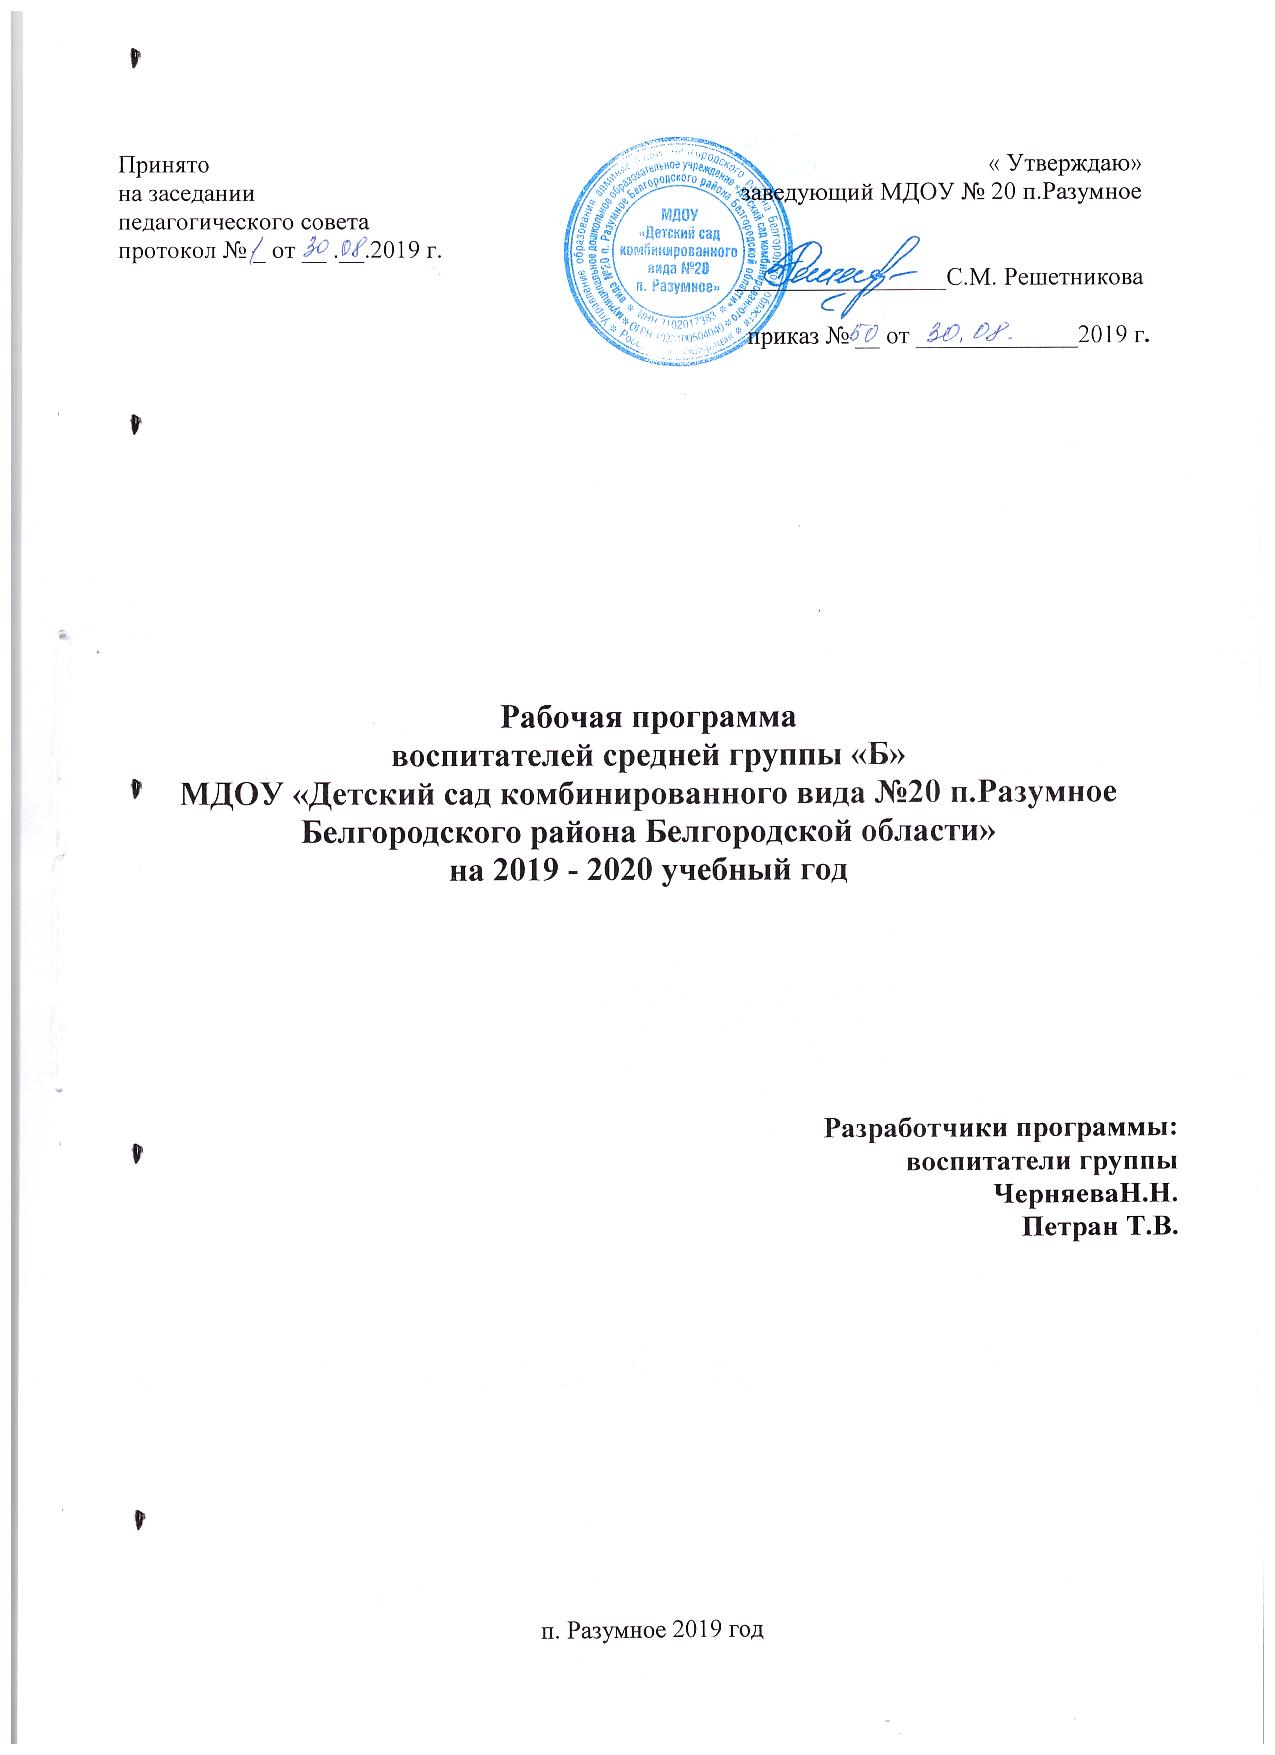 Принято
на заседании
педагогического совета
протокол №1 от 30.08.2019 г.
« Утверждаю»
заведующий МДОУ № 20 п.Разумное
С.М. Решетникова
приказ №50 от 30.08.2019 г.
МДОУ
«Детский сад
комбинированного
вида №20
п. Разумное»
Рабочая программа
воспитателей средней группы «Б»
МДОУ «Детский сад комбинированного вида №20 п.Разумное
Белгородского района Белгородской области»
на 2019 - 2020 учебный год
Разработчики программы:
воспитатели группы
ЧерняеваН.Н.
Петран Т.В.
п. Разумное 2019 год